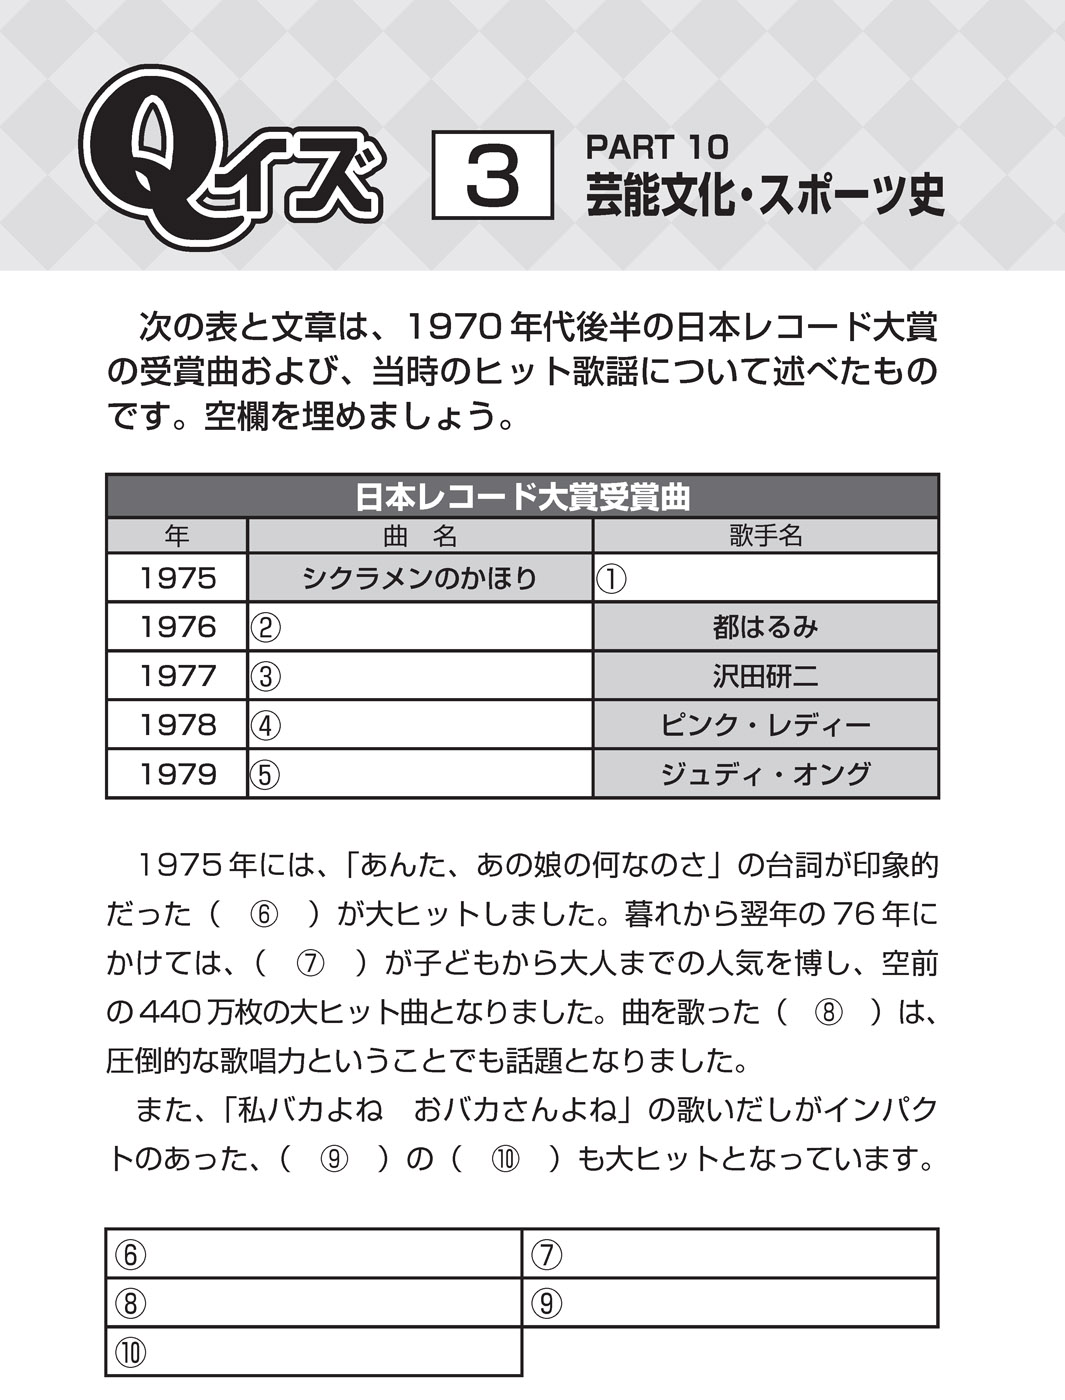 Qイズ 3 PART 10
芸能文化・スポーツ史
次の表と文章は、1970年代後半の日本レコード大賞
の受賞曲および、当時のヒット歌謡について述べたもの
です。空欄を埋めましょう。
日本レコード大賞受賞曲
年 曲 名 歌手名
1975 シクラメンのかほり ①
1976 ② 都はるみ
1977 ③ 沢田研二
1978 ④ ピンク・レディー
1979 ⑤ ジュディ・オング
1975年には、「あんた、あの娘の何なのさ」の台詞が印象的
だった（ ⑥ ）が大ヒットしました。暮れから翌年の76年に
かけては、（ ⑦ ）が子どもから大人までの人気を博し、空前
の440万枚の大ヒット曲となりました。曲を歌った（ ⑧ ）は、
圧倒的な歌唱力ということでも話題となりました。
また、「私バカよね　おバカさんよね」の歌いだしがインパク
トのあった、（ ⑨ ）の（ ⑩ ）も大ヒットとなっています。
⑥ ⑦
⑧ ⑨
⑩